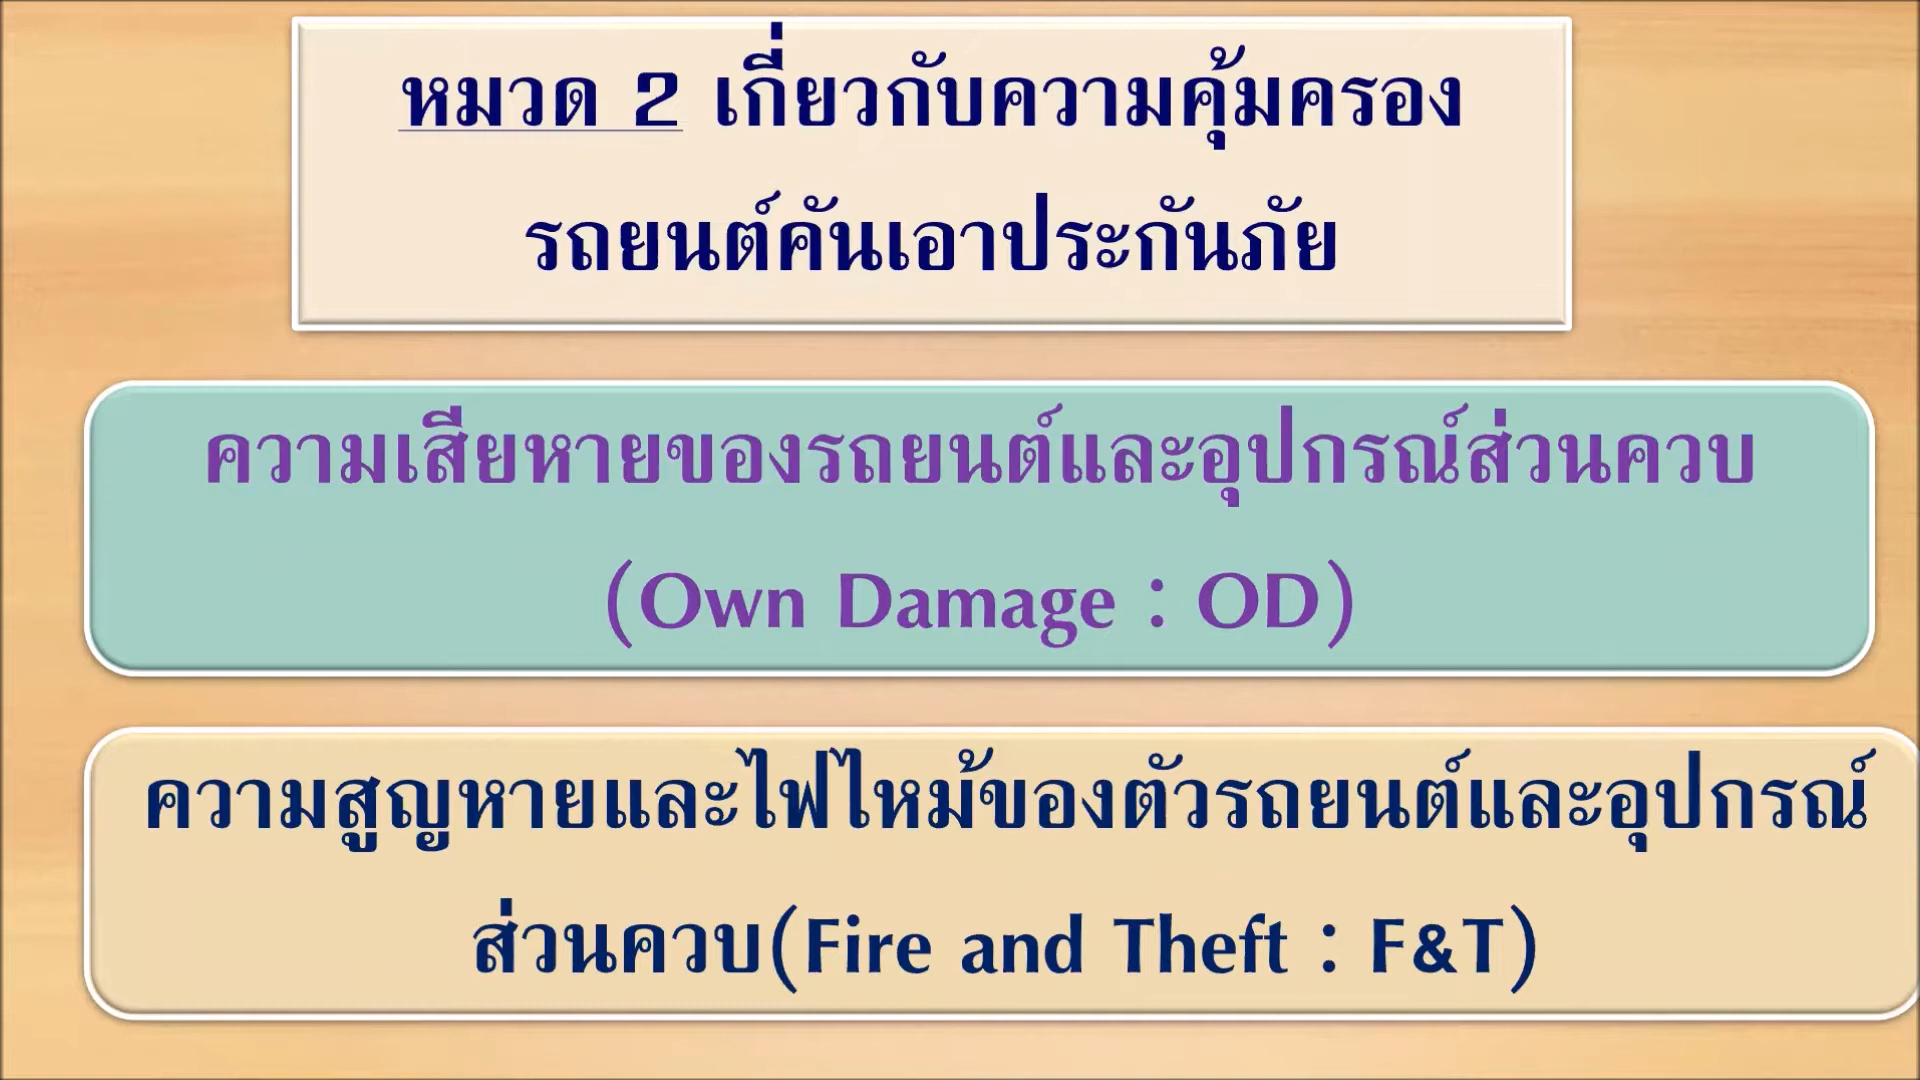 หมวด 2 เกี่ยวกับความคุ้มครอง
รถยนต์คันเอาประกันภัย
ความเสียหายของรถยนต์และอุปกรณ์ส่วนควบ
(Own Damage : OD)
ความสูญหายและไฟไหม้ของตัวรถยนต์และอุปกรณ์
ส่วนควบ(Fire and Theft : F&T)